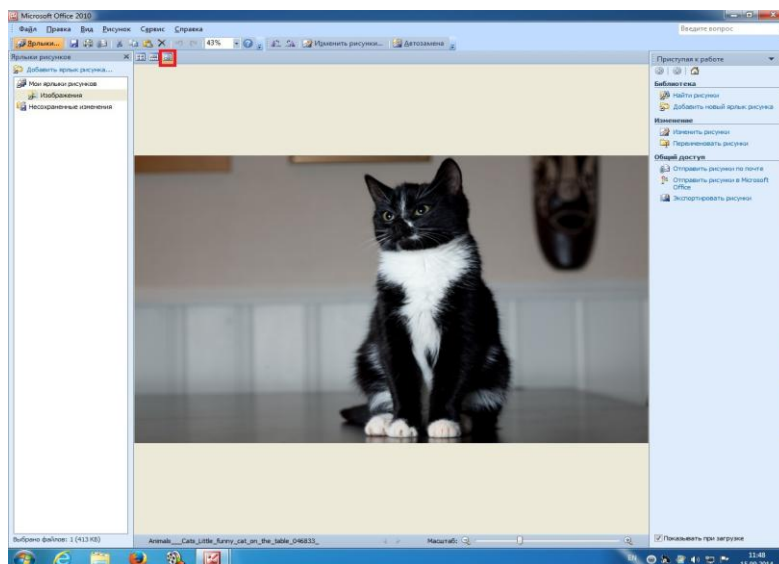 Microsoft Office 2010
Файл Правка Вид Рисунок Сервис Справка
Введите вопрос
Ярлыки... 43% Изменить рисунки... Автозамена
Ярлыки рисунков
Добавить ярлык рисунка...
Мои ярлыки рисунков
Изображения
Несохраненные изменения
Приступая к работе
Библиотека
Найти рисунки
Добавить новый ярлык рисунка
Изменение
Изменить рисунки
Переименовать рисунки
Общий доступ
Отправить рисунки по почте
Отправить рисунки в Microsoft
Office
Экспортировать рисунки
Выбрано файлов: 1 (413 KB)
Animals___Cats_Little_funny_cat_on_the_table_046833_
Масштаб:
Показывать при загрузке
EN
11:48